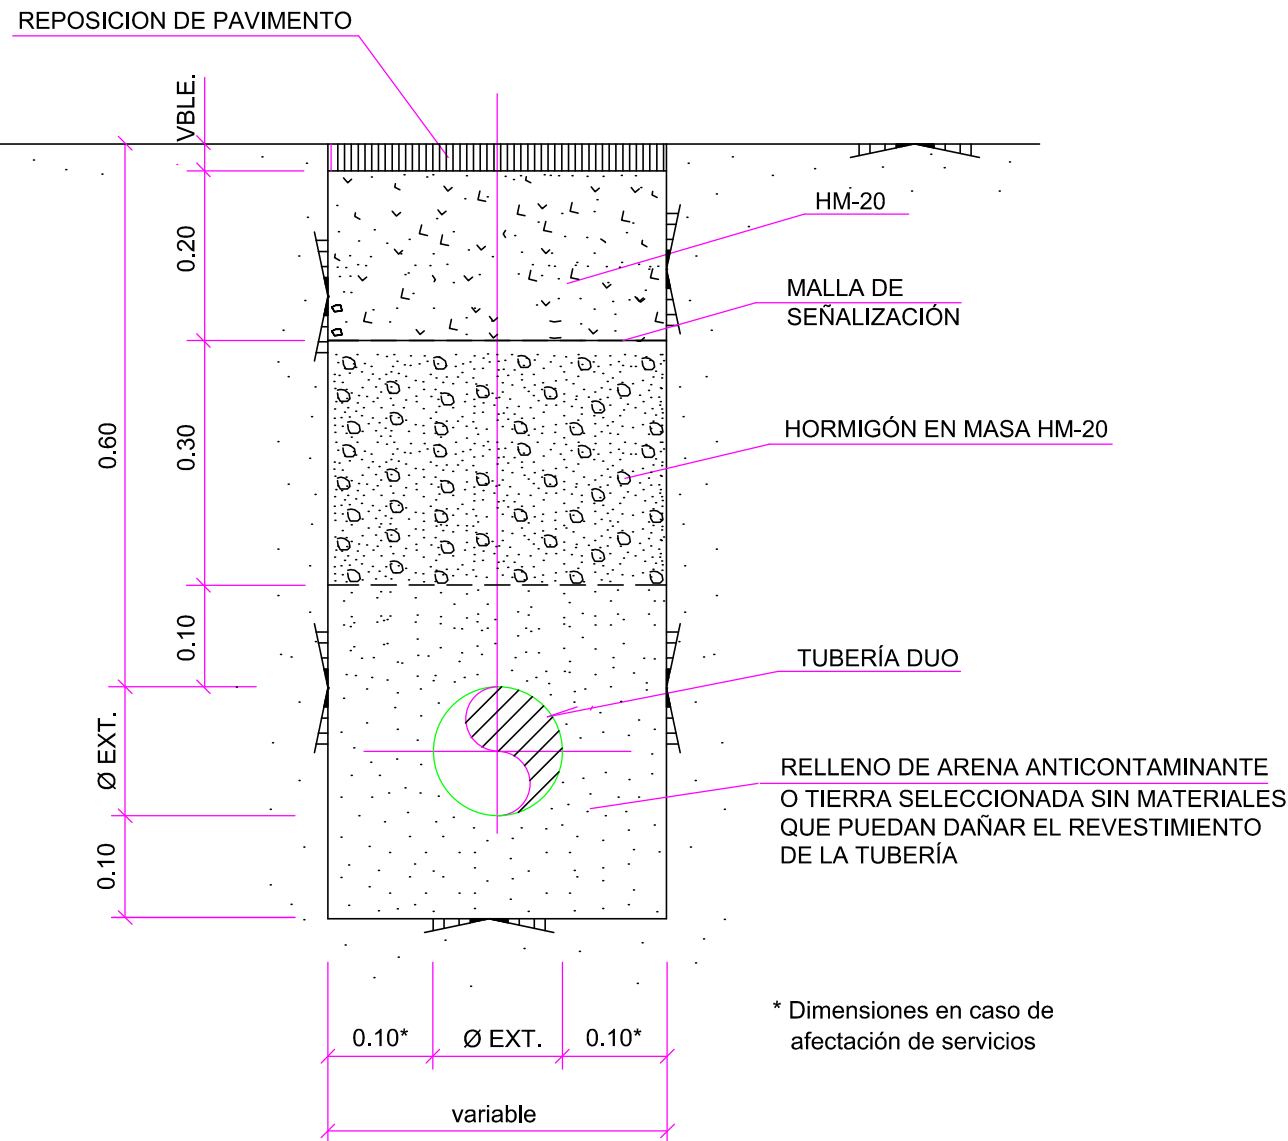 REPOSICION DE PAVIMENTO
VBLE.
HM-20
0.20
MALLA DE
SEÑALIZACIÓN
0.60
0.30
HORMIGÓN EN MASA HM-20
0.10
TUBERÍA DUO
Ø EXT.
RELLENO DE ARENA ANTICONTAMINANTE
O TIERRA SELECCIONADA SIN MATERIALES
QUE PUEDAN DAÑAR EL REVESTIMIENTO
DE LA TUBERÍA
0.10
* Dimensiones en caso de
afectación de servicios
0.10*
Ø EXT.
0.10*
variable